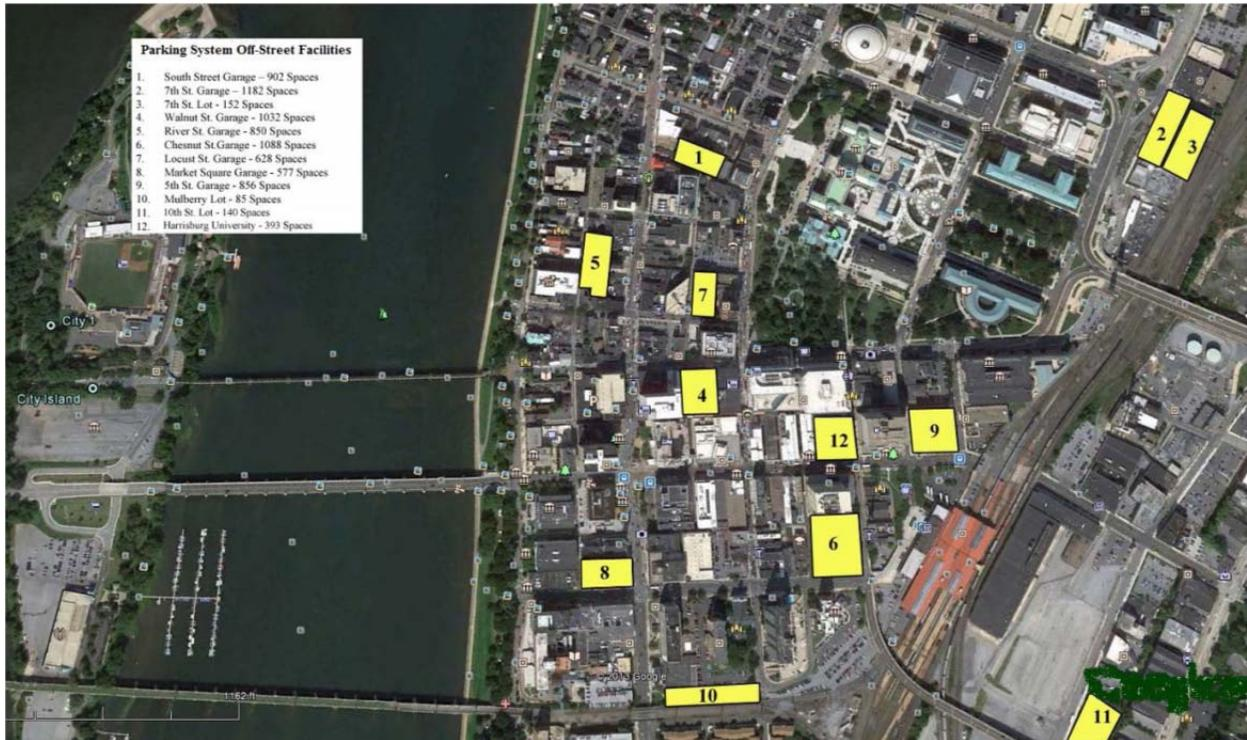 Parking System Off-Street Facilities
1. South Street Garage – 902 Spaces
2. 7th St. Garage – 1182 Spaces
3. 7th St. Lot - 152 Spaces
4. Walnut St. Garage - 1032 Spaces
5. River St. Garage - 850 Spaces
6. Chesnut St.Garage - 1088 Spaces
7. Locust St. Garage - 628 Spaces
8. Market Square Garage - 577 Spaces
9. 5th St. Garage - 856 Spaces
10. Mulberry Lot - 85 Spaces
11. 10th St. Lot - 140 Spaces
12. Harrisburg University - 393 Spaces
1
2
3
5
7
City 1
City Island
4
12
9
6
8
© 2013 Google
1162 ft
10
11